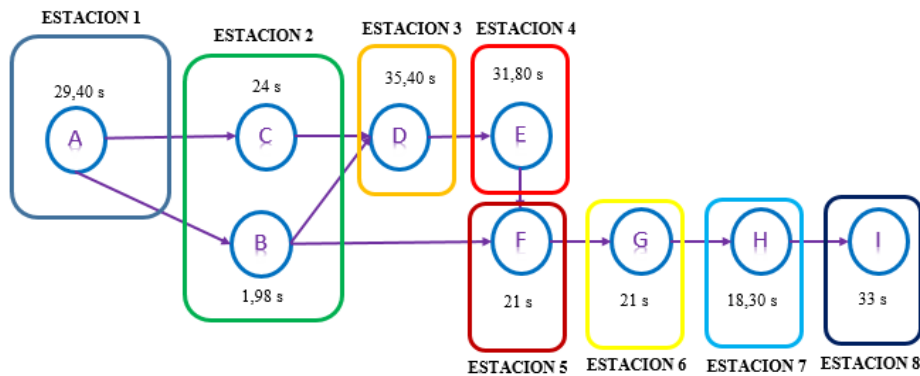 ESTACION 1
ESTACION 2
ESTACION 3
ESTACION 4
29,40 s
24 s
35,40 s
31,80 s
A
C
D
E
B
F
G
H
I
1,98 s
21 s
21 s
18,30 s
33 s
ESTACION 5
ESTACION 6
ESTACION 7
ESTACION 8